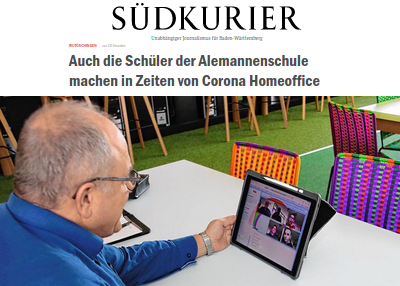 SÜDKURIER
Unabhängiger Journalismus für Baden-Württemberg
Auch die Schüler der Alemannenschule
machen in Zeiten von Corona Homeoffice